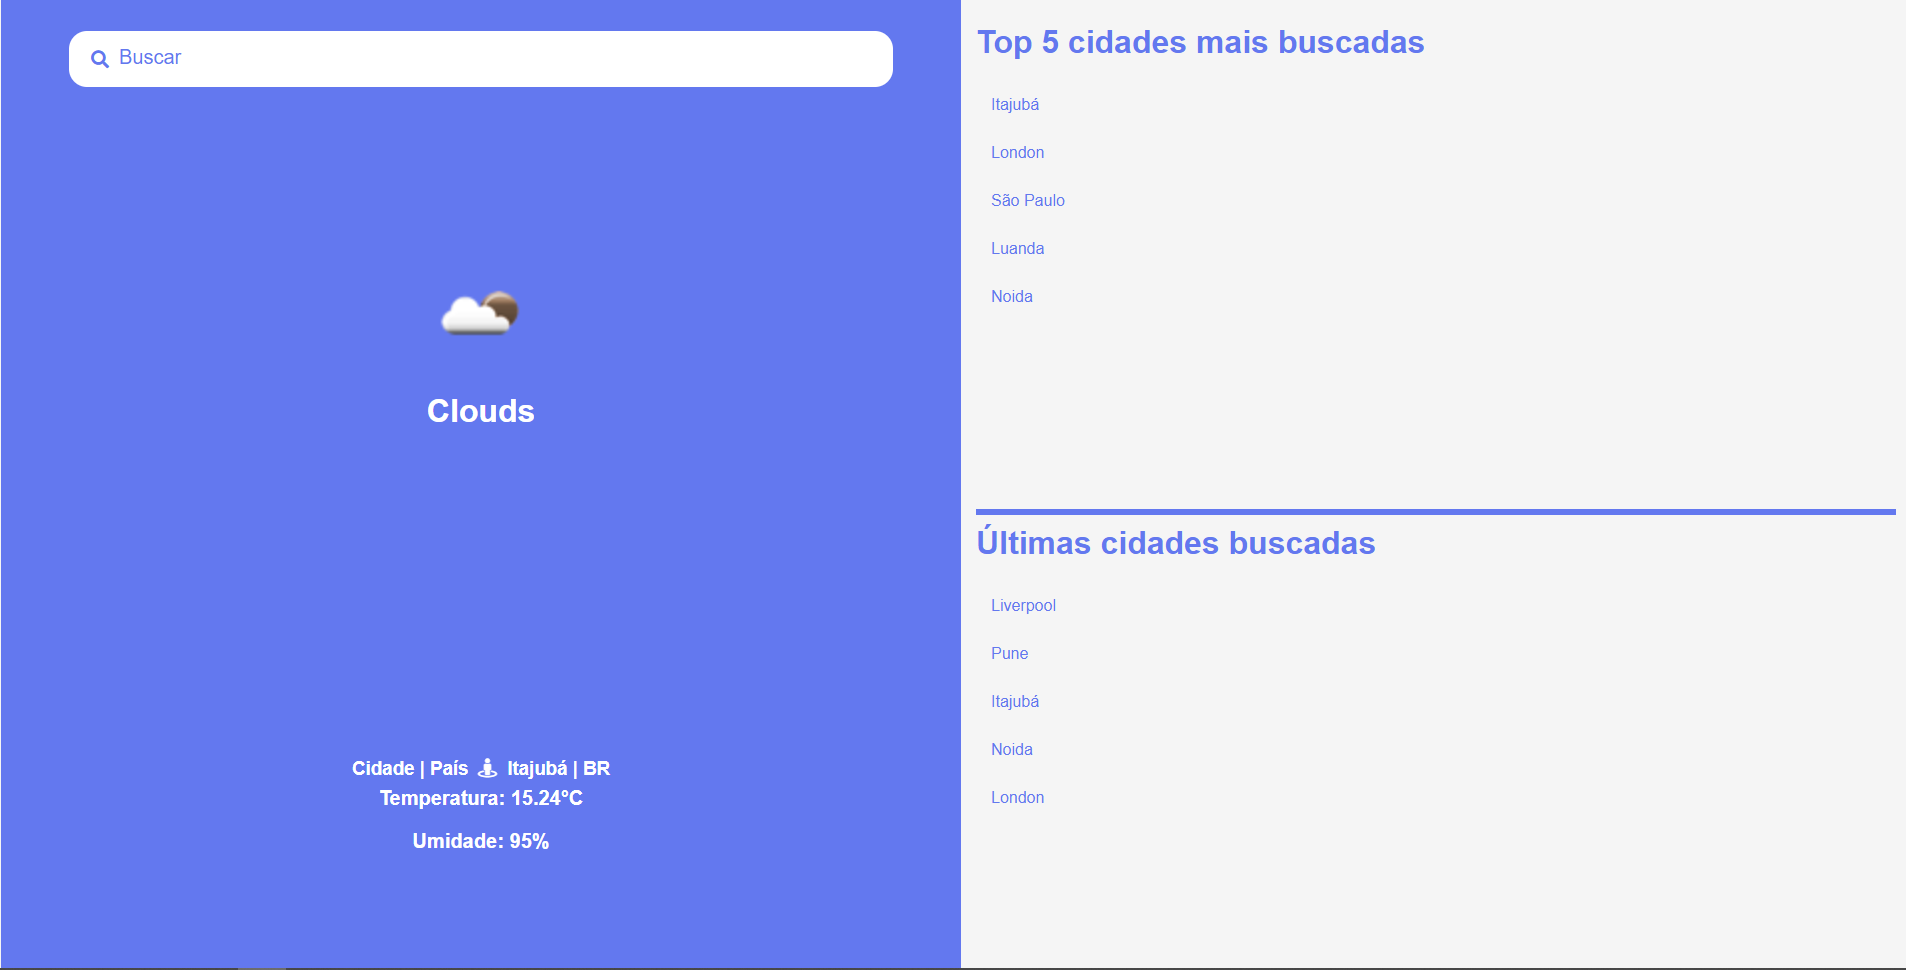 Buscar
Clouds
Cidade | País Itajubá | BR
Temperatura: 15.24°C
Umidade: 95%
Top 5 cidades mais buscadas
Itajubá
London
São Paulo
Luanda
Noida
Últimas cidades buscadas
Liverpool
Pune
Itajubá
Noida
London